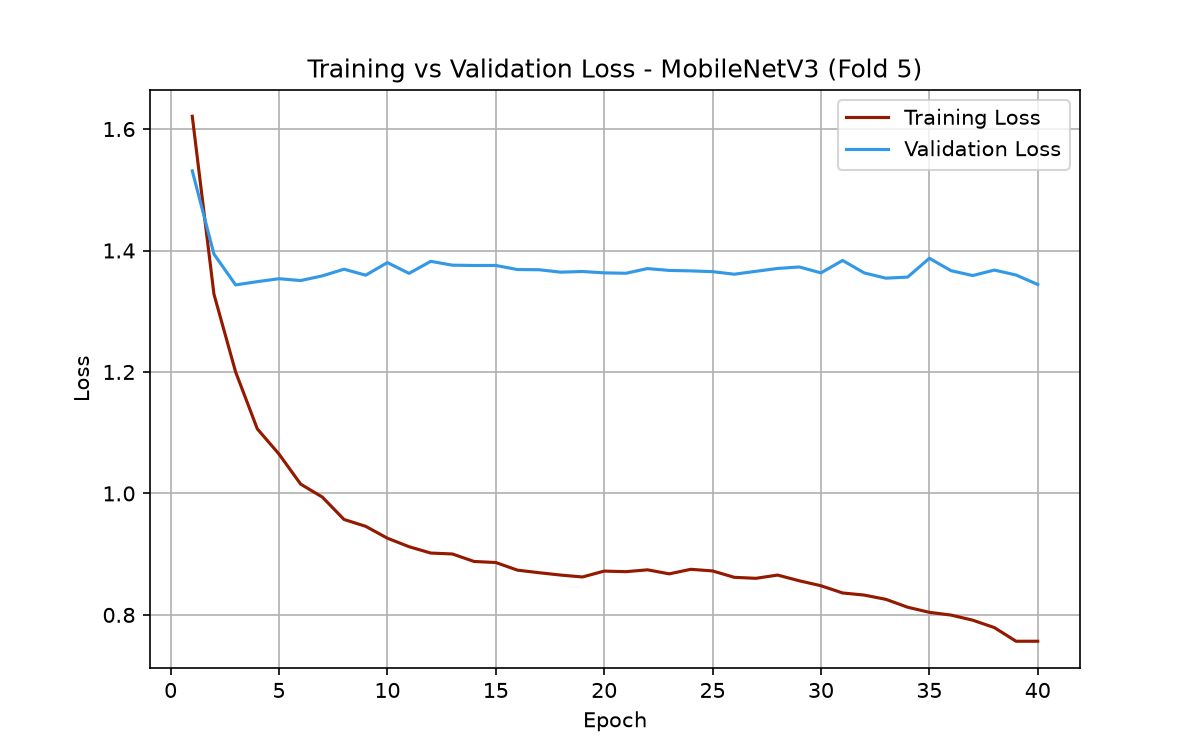 Training vs Validation Loss - MobileNetV3 (Fold 5)
Training Loss
Validation Loss
Loss
1.6
1.4
1.2
1.0
0.8
0 5 10 15 20 25 30 35 40
Epoch